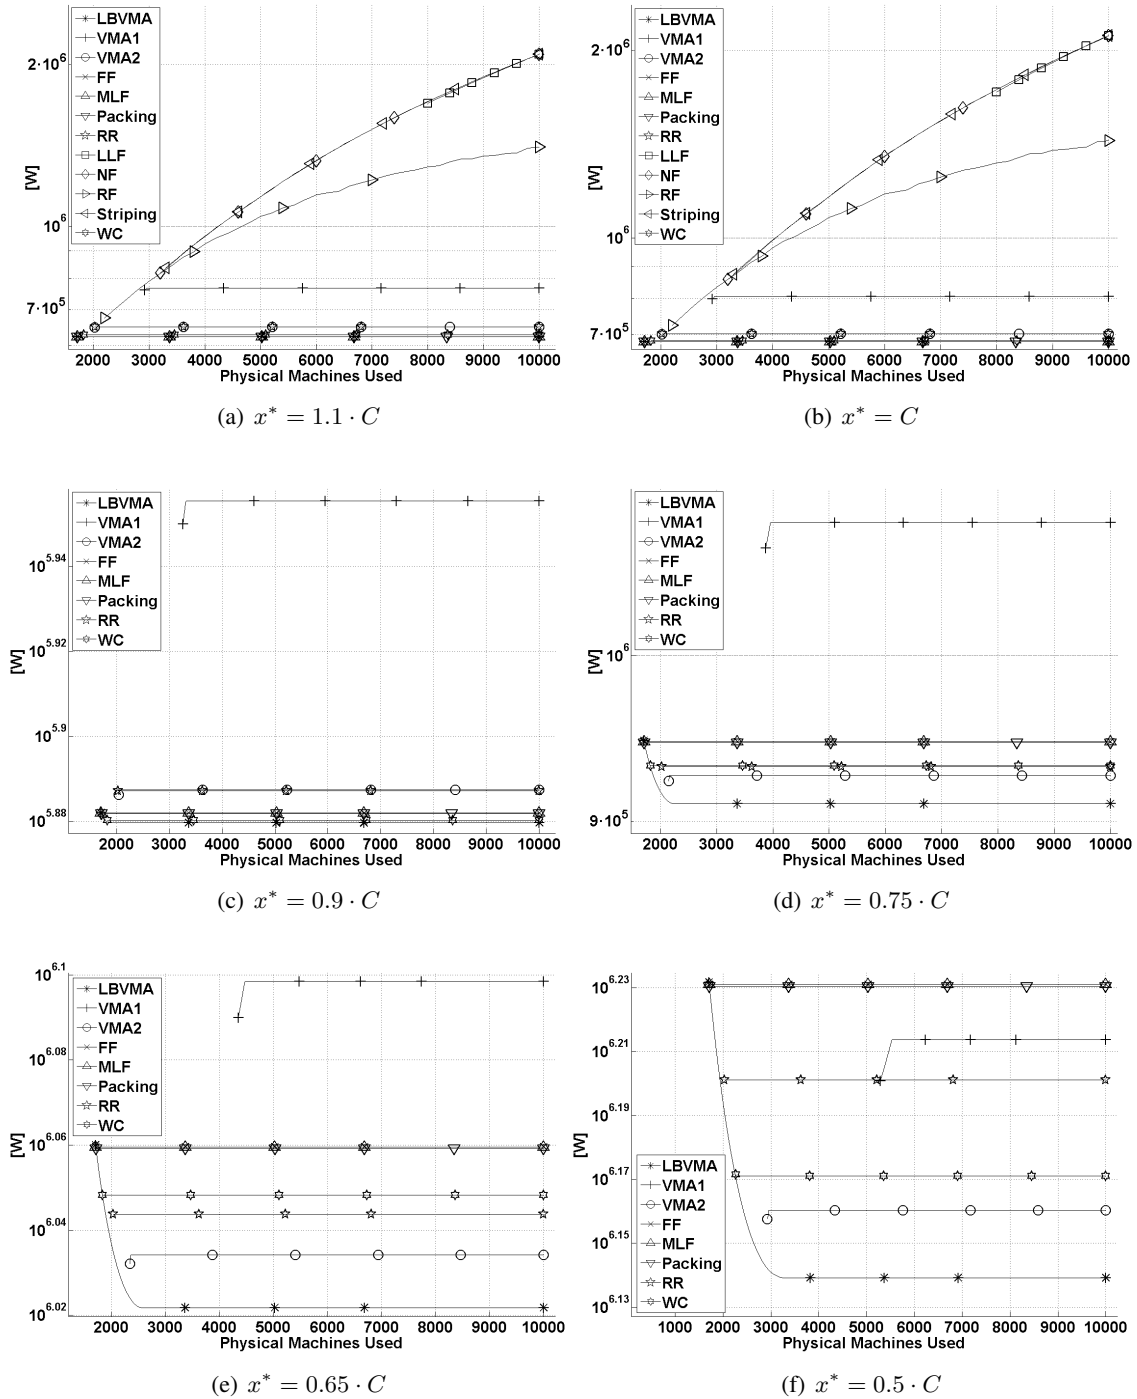 LBVMA
VMA1
VMA2
FF
MLF
Packing
RR
LLF
NF
RF
Striping
WC
2·10^6
10^6
7·10^5
[W]
2000 3000 4000 5000 6000 7000 8000 9000 10000
Physical Machines Used
(a) x* = 1.1 · C
LBVMA
VMA1
VMA2
FF
MLF
Packing
RR
LLF
NF
RF
Striping
WC
2·10^6
10^6
7·10^5
[W]
2000 3000 4000 5000 6000 7000 8000 9000 10000
Physical Machines Used
(b) x* = C
LBVMA
VMA1
VMA2
FF
MLF
Packing
RR
WC
10^5.94
10^5.92
10^5.9
10^5.88
[W]
2000 3000 4000 5000 6000 7000 8000 9000 10000
Physical Machines Used
(c) x* = 0.9 · C
LBVMA
VMA1
VMA2
FF
MLF
Packing
RR
WC
10^6
9·10^5
[W]
2000 3000 4000 5000 6000 7000 8000 9000 10000
Physical Machines Used
(d) x* = 0.75 · C
10^6.1
LBVMA
VMA1
VMA2
FF
MLF
Packing
RR
WC
10^6.08
10^6.06
10^6.04
10^6.02
[W]
2000 3000 4000 5000 6000 7000 8000 9000 10000
Physical Machines Used
(e) x* = 0.65 · C
10^6.23
10^6.21
10^6.19
10^6.17
10^6.15
10^6.13
[W]
LBVMA
VMA1
VMA2
FF
MLF
Packing
RR
WC
1000 2000 3000 4000 5000 6000 7000 8000 9000 10000
Physical Machines Used
(f) x* = 0.5 · C